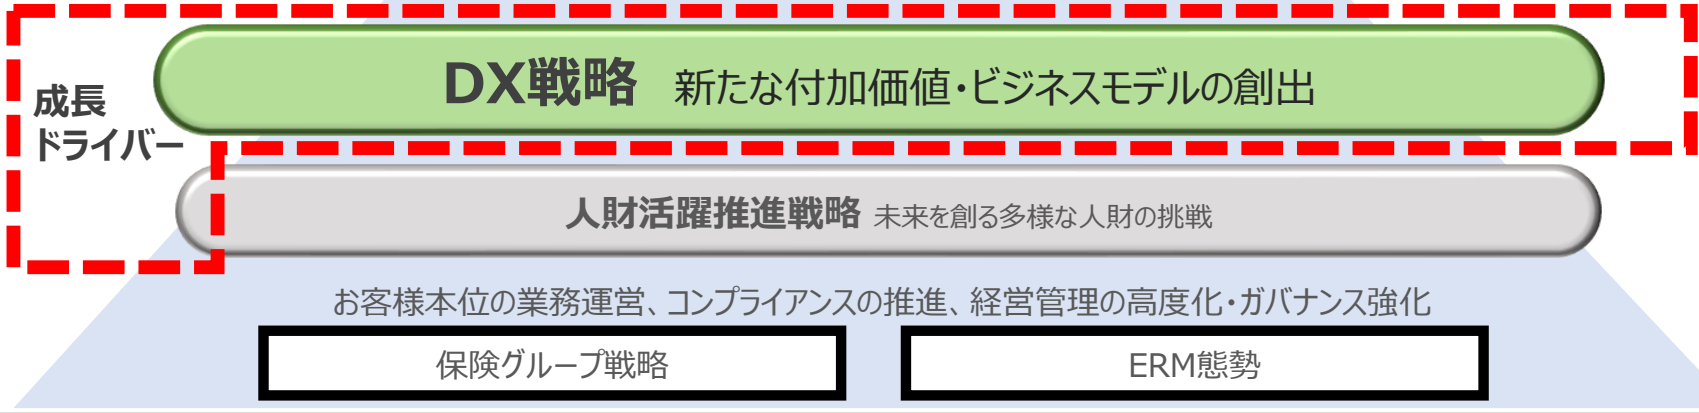 DX戦略 新たな付加価値・ビジネスモデルの創出
成長
ドライバー
人財活躍推進戦略 未来を創る多様な人財の挑戦
お客様本位の業務運営、コンプライアンスの推進、経営管理の高度化・ガバナンス強化
保険グループ戦略
ERM態勢